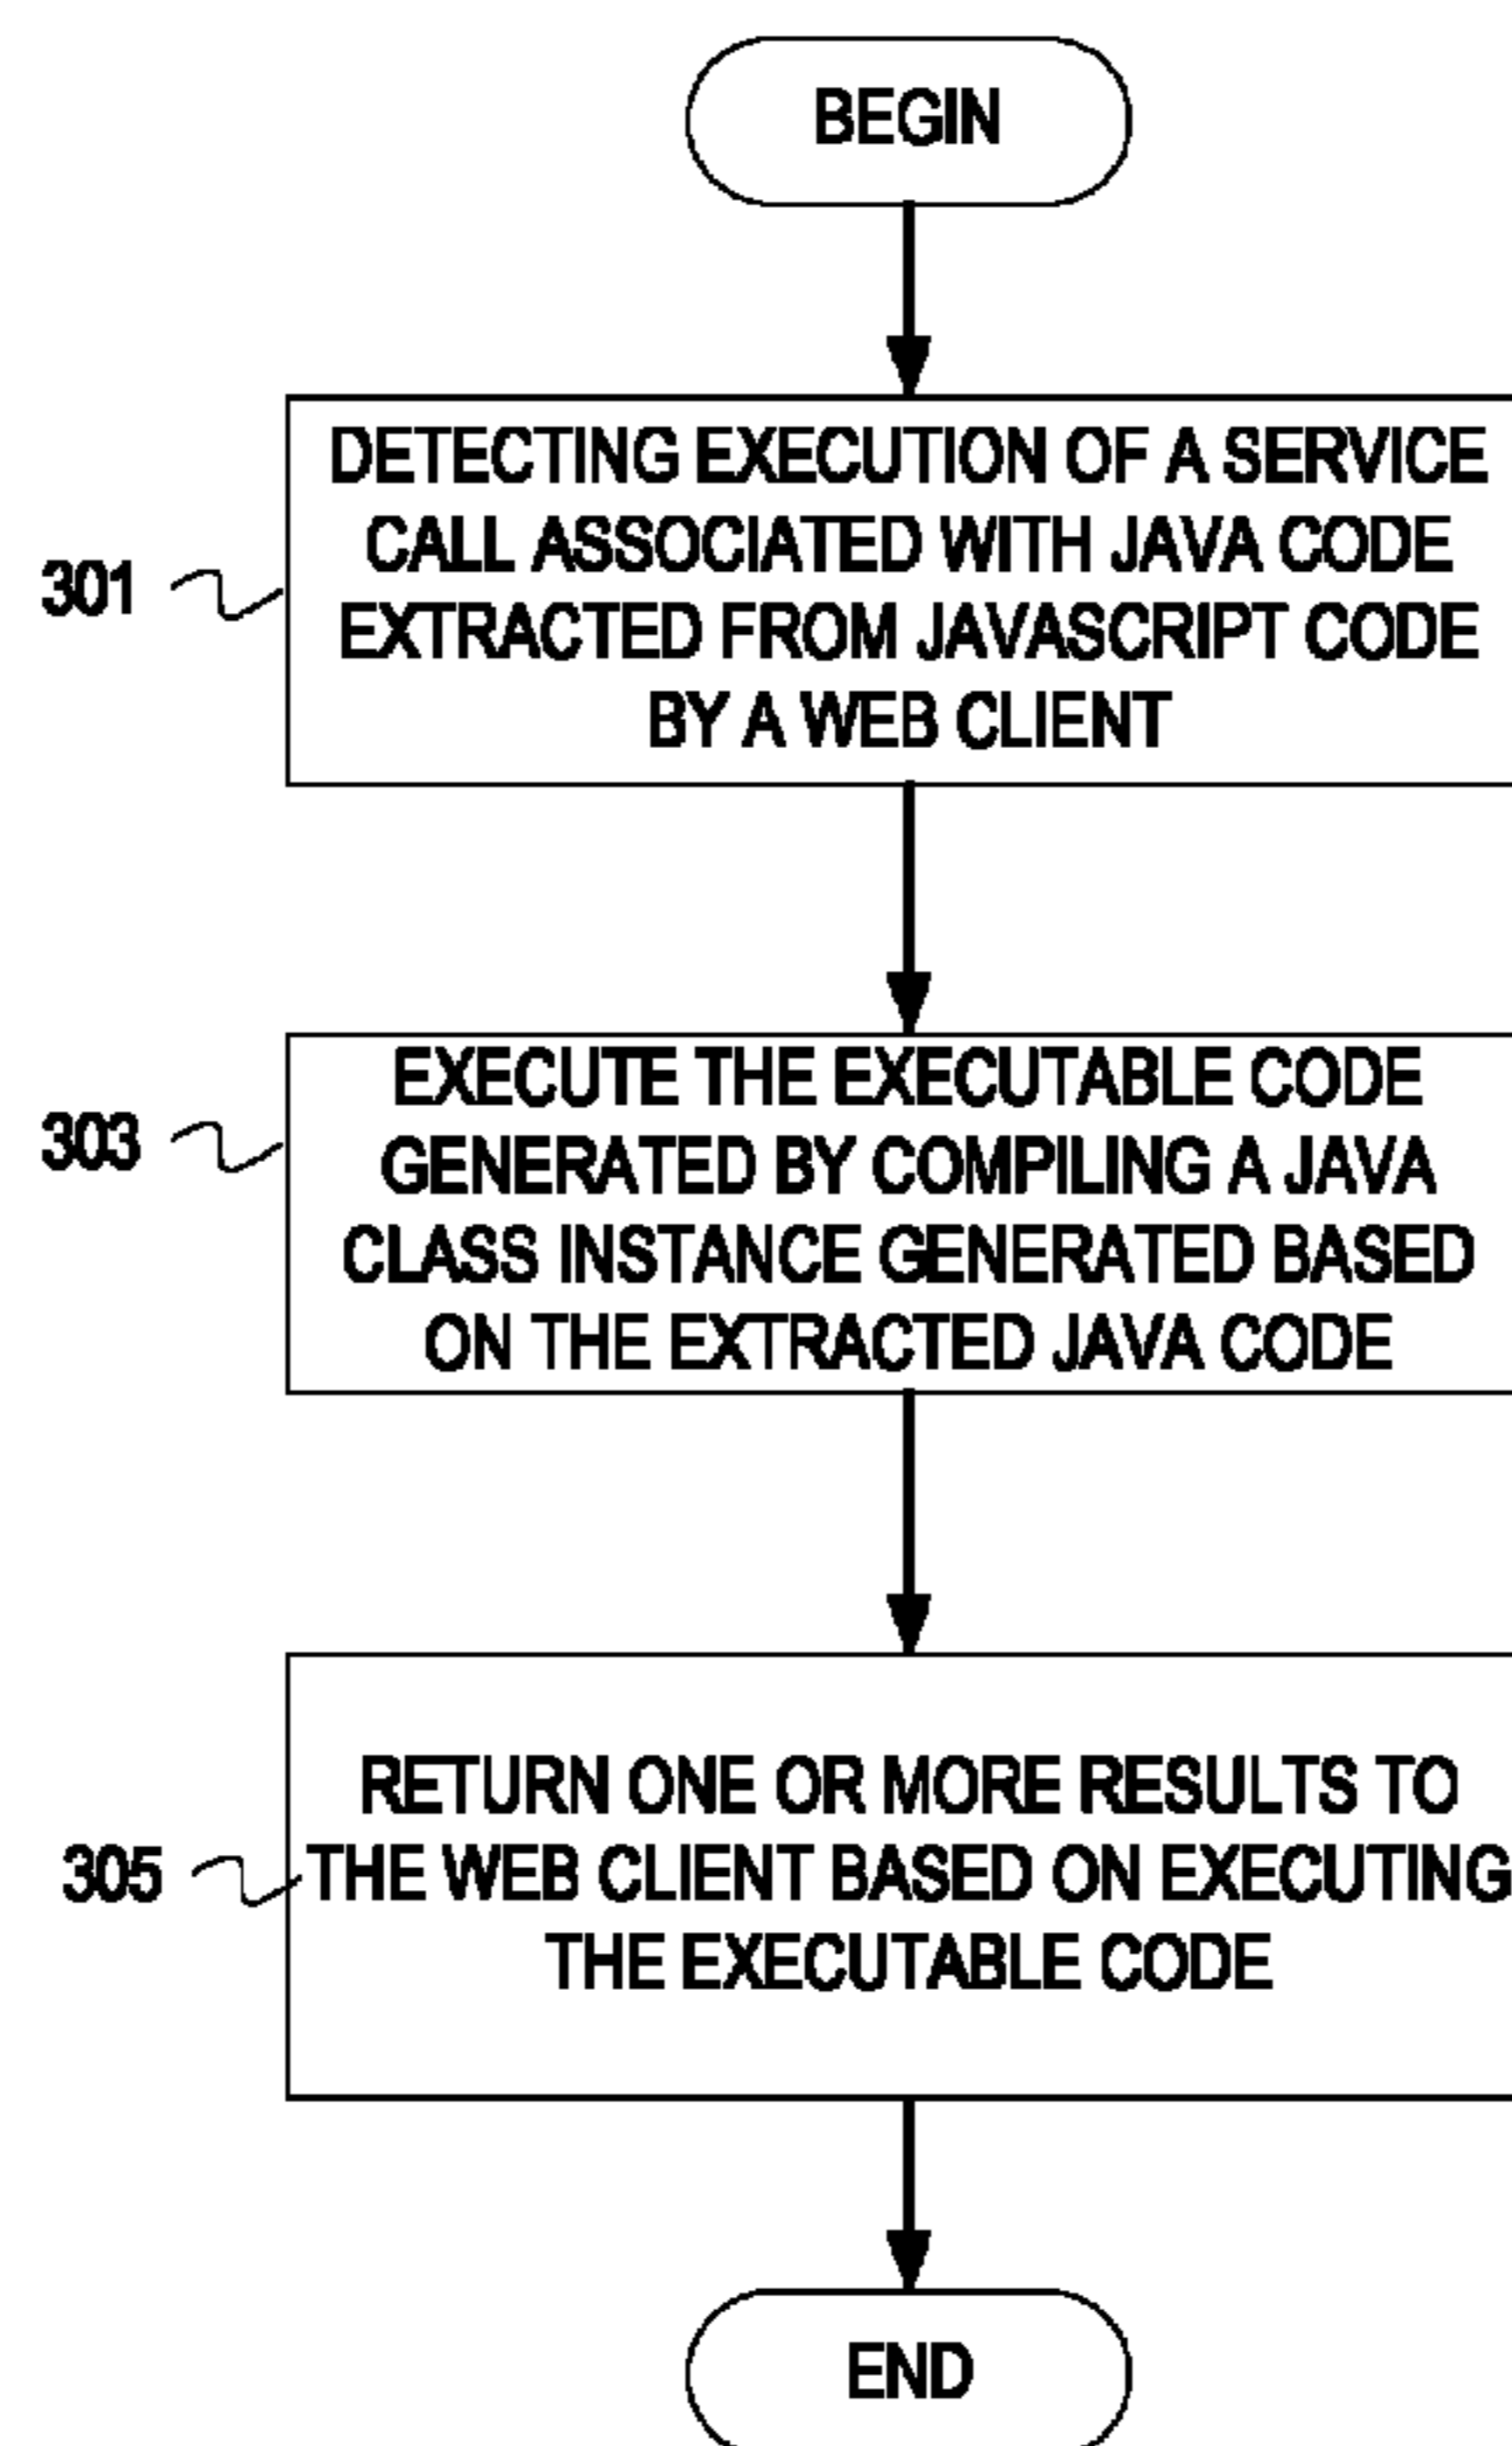 BEGIN
DETECTING EXECUTION OF A SERVICE
CALL ASSOCIATED WITH JAVA CODE
EXTRACTED FROM JAVASCRIPT CODE
BY A WEB CLIENT
301
EXECUTE THE EXECUTABLE CODE
GENERATED BY COMPILING A JAVA
CLASS INSTANCE GENERATED BASED
ON THE EXTRACTED JAVA CODE
303
RETURN ONE OR MORE RESULTS TO
THE WEB CLIENT BASED ON EXECUTING
THE EXECUTABLE CODE
305
END